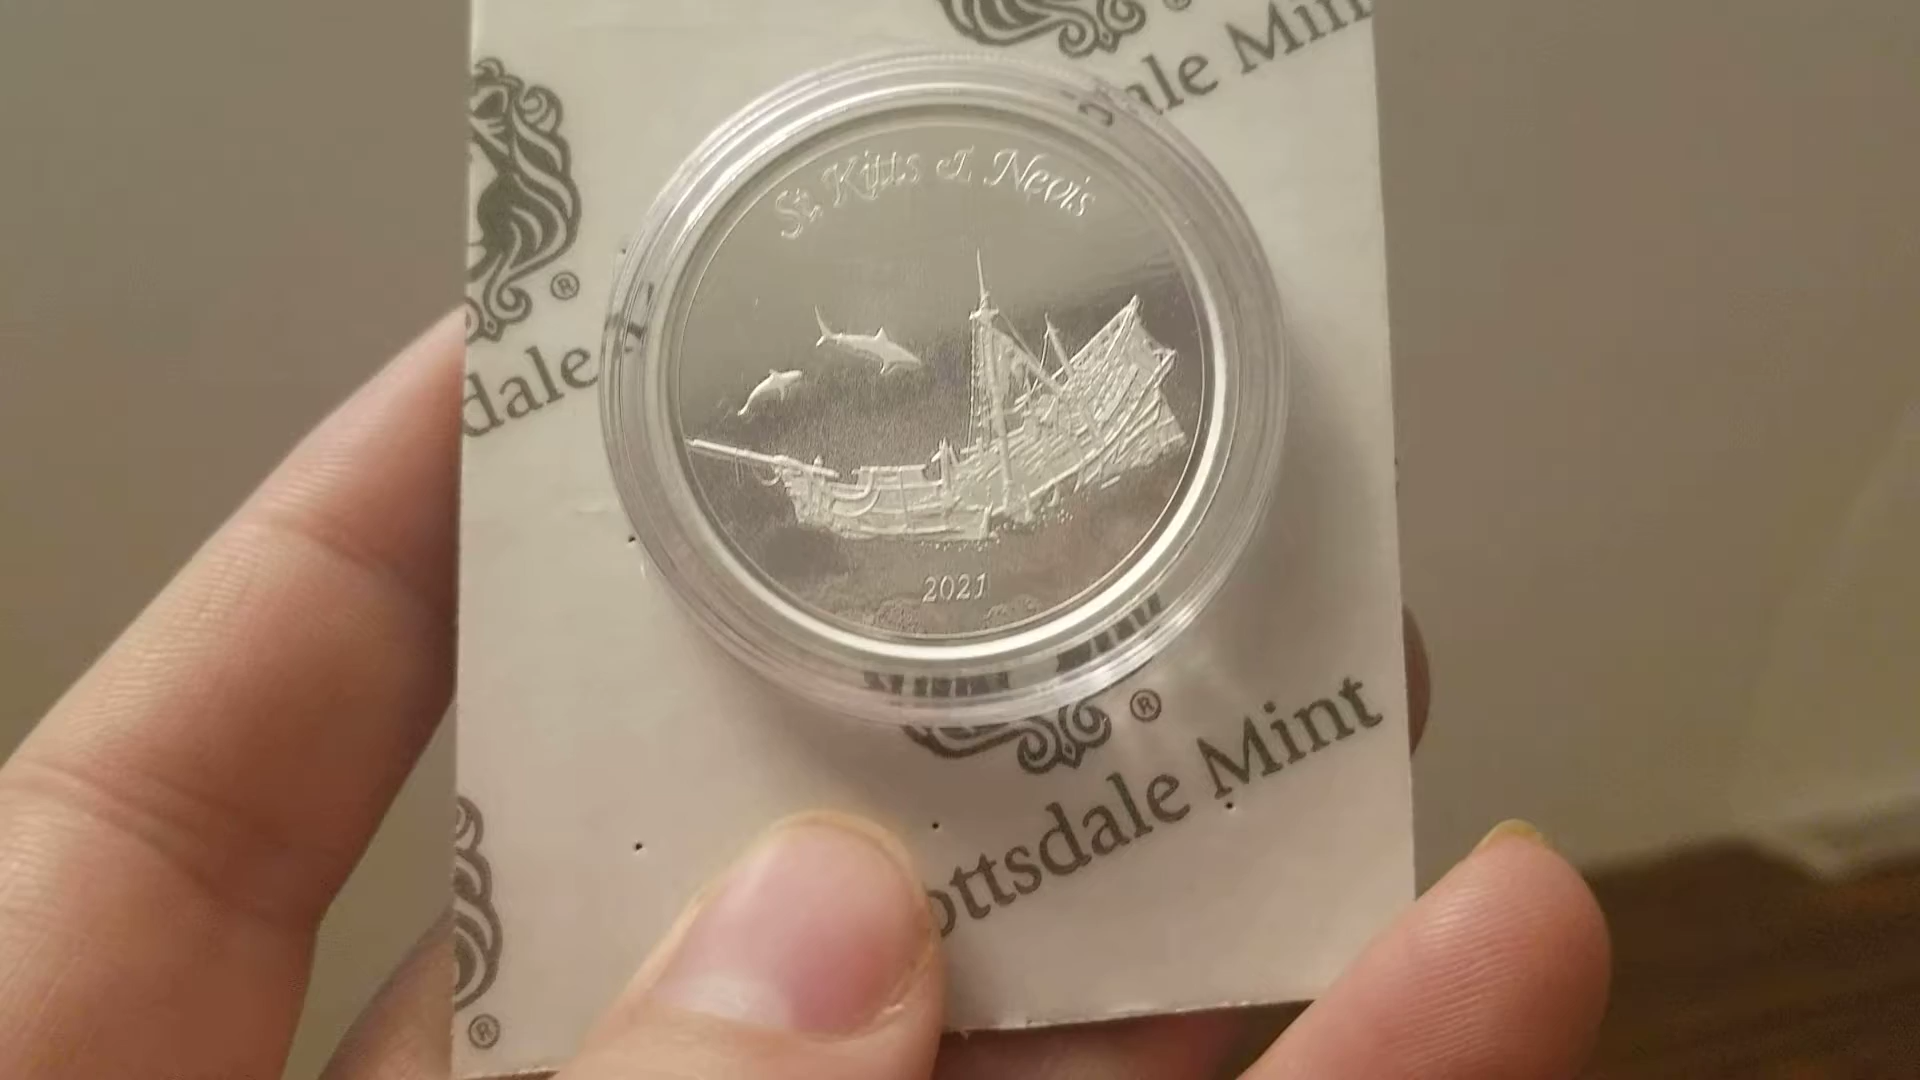 dale Mint
St. Kitts & Nevis
®
dale
2021
®
ottsdale Mint
®